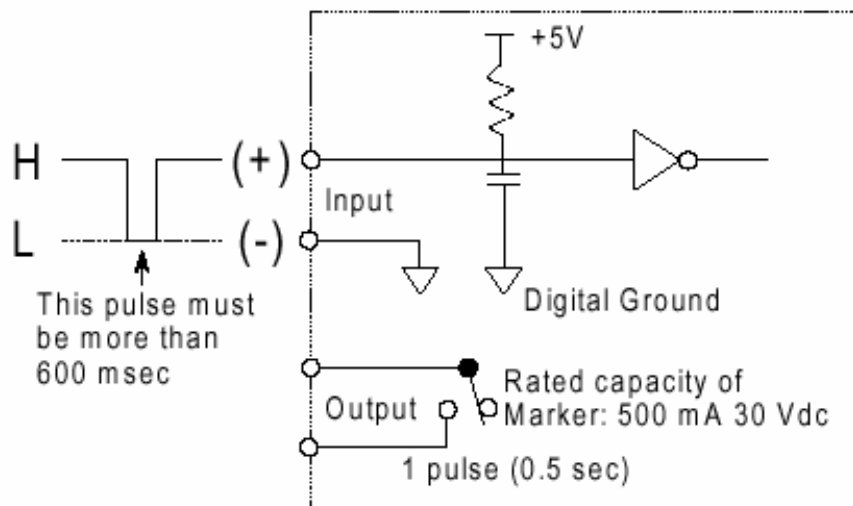 +5V
H
(+)
Input
L
(-)
This pulse must
be more than
600 msec
Digital Ground
Output
Rated capacity of
Marker: 500 mA 30 Vdc
1 pulse (0.5 sec)